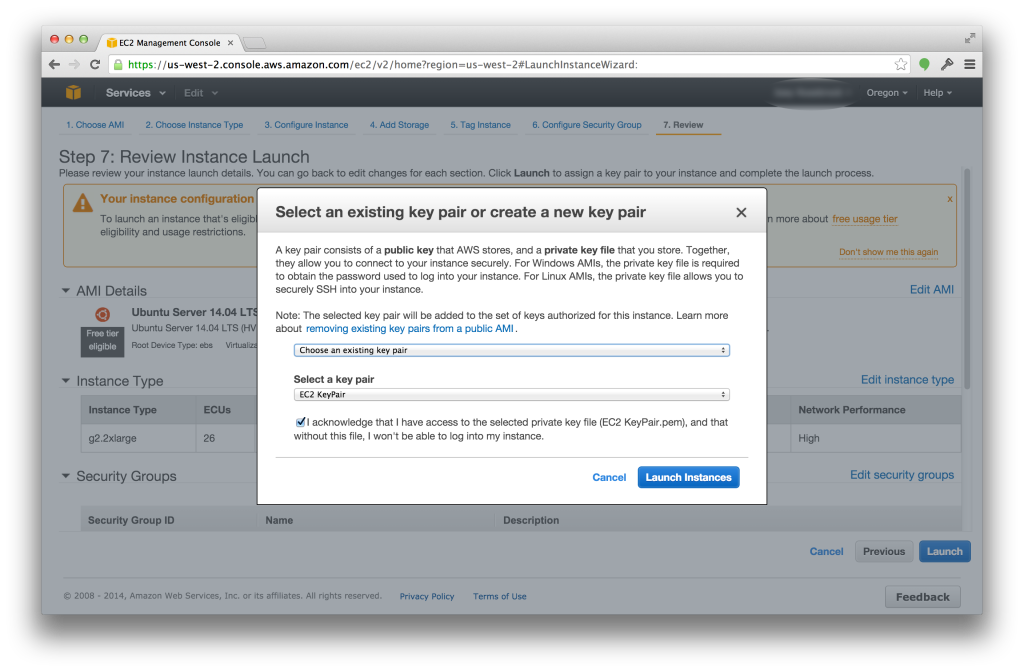 EC2 Management Console
https://us-west-2.console.aws.amazon.com/ec2/v2/home?region=us-west-2#LaunchInstanceWizard:
Services Edit Oregon Help
1. Choose AMI 2. Choose Instance Type 3. Configure Instance 4. Add Storage 5. Tag Instance 6. Configure Security Group 7. Review
Step 7: Review Instance Launch
Please review your instance launch details. You can go back to edit changes for each section. Click Launch to assign a key pair to your instance and complete the launch process.
Your instance configuration
x
To launch an instance that's eligibl
n more about free usage tier
eligibility and usage restrictions.
Don't show me this again
Select an existing key pair or create a new key pair
A key pair consists of a public key that AWS stores, and a private key file that you store. Together,
they allow you to connect to your instance securely. For Windows AMIs, the private key file is required
to obtain the password used to log into your instance. For Linux AMIs, the private key file allows you to
securely SSH into your instance.
Note: The selected key pair will be added to the set of keys authorized for this instance. Learn more
about removing existing key pairs from a public AMI.
Choose an existing key pair
Select a key pair
EC2 KeyPair
I acknowledge that I have access to the selected private key file (EC2 KeyPair.pem), and that
without this file, I won't be able to log into my instance.
Cancel Launch Instances
AMI Details
Edit AMI
Ubuntu Server 14.04 LTS
Free tier
eligible
Ubuntu Server 14.04 LTS (HV
Root Device Type: ebs Virtualiz
Instance Type
Edit instance type
Instance Type ECUs Network Performance
g2.2xlarge 26 High
Security Groups
Edit security groups
Security Group ID Name Description
Cancel Previous Launch
© 2008 - 2014, Amazon Web Services, Inc. or its affiliates. All rights reserved. Privacy Policy Terms of Use
Feedback